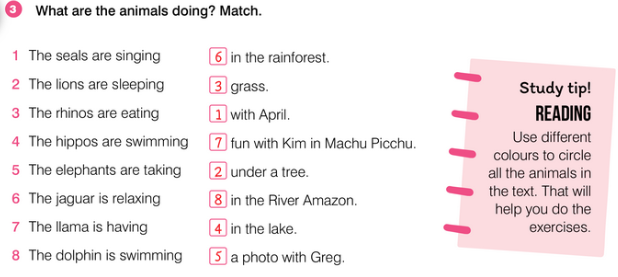 3 What are the animals doing? Match.
1 The seals are singing 6 in the rainforest.
2 The lions are sleeping 3 grass.
3 The rhinos are eating 1 with April.
4 The hippos are swimming 7 fun with Kim in Machu Picchu.
5 The elephants are taking 2 under a tree.
6 The jaguar is relaxing 8 in the River Amazon.
7 The llama is having 4 in the lake.
8 The dolphin is swimming 5 a photo with Greg.
Study tip!
READING
Use different
colours to circle
all the animals in
the text. That will
help you do the
exercises.